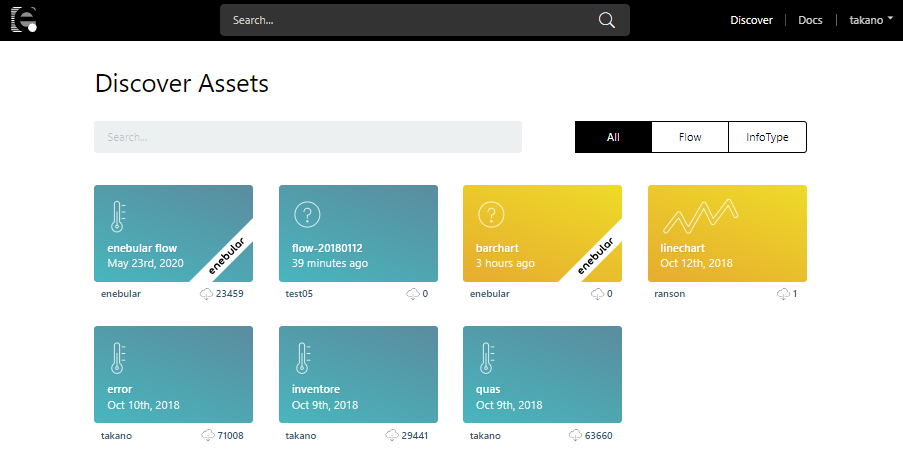 e
Search...
Discover
Docs
takano
Discover Assets
Search...
All
Flow
InfoType
enebular flow
May 23rd, 2020
enebular
enebular
23459
?
flow-20180112
39 minutes ago
test05
0
?
barchart
3 hours ago
enebular
enebular
0
linechart
Oct 12th, 2018
ranson
1
error
Oct 10th, 2018
takano
71008
inventore
Oct 9th, 2018
takano
29441
quas
Oct 9th, 2018
takano
63660